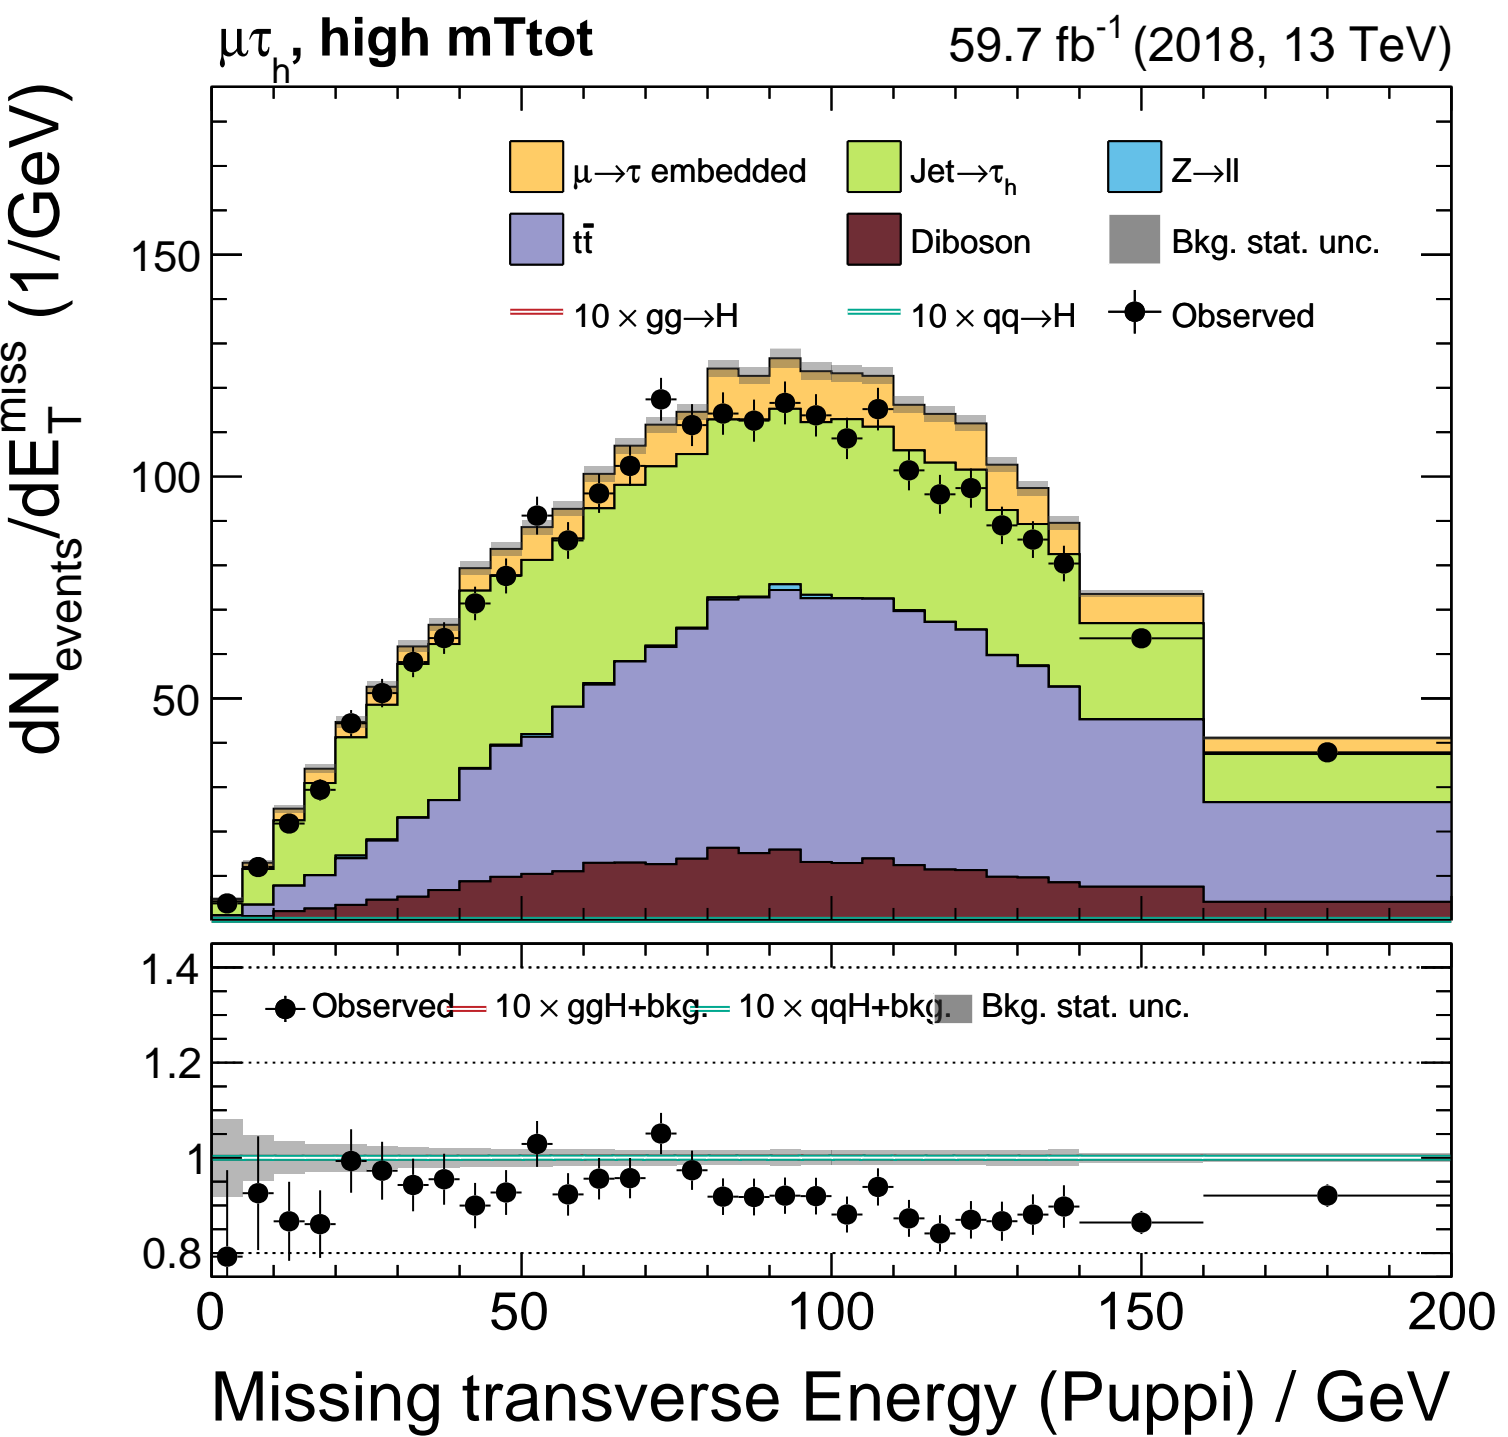 μτh, high mTtot
59.7 fb-1 (2018, 13 TeV)
dNevents/dETmiss (1/GeV)
μ→τ embedded
Jet→τh
Z→ll
tt̄
Diboson
Bkg. stat. unc.
10 × gg→H
10 × qq→H
Observed
150
100
50
1.4
Observed
10 × ggH+bkg.
10 × qqH+bkg.
Bkg. stat. unc.
1.2
1
0.8
0 50 100 150 200
Missing transverse Energy (Puppi) / GeV